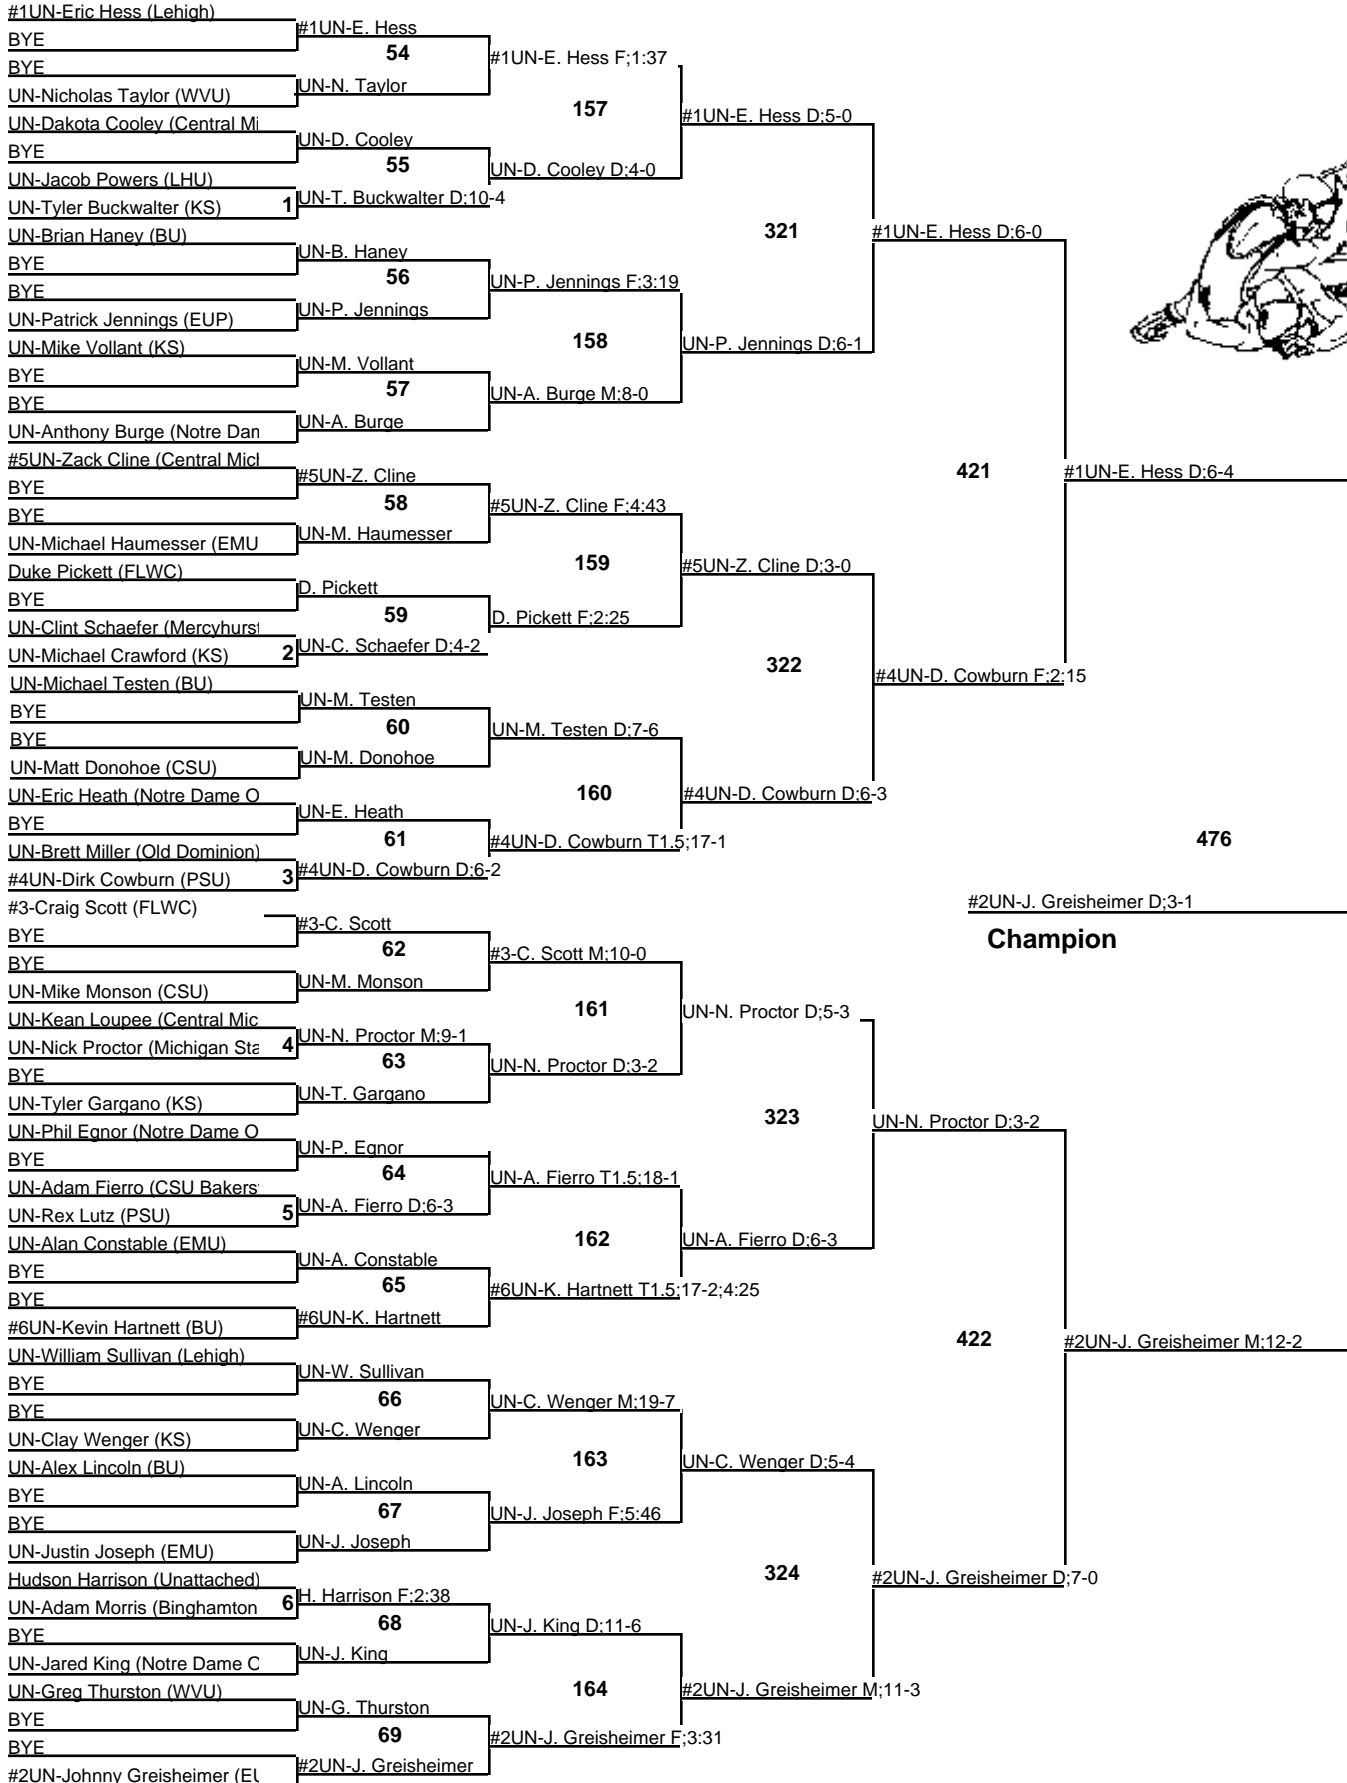 #1UN-Eric Hess (Lehigh)
BYE
BYE
UN-Nicholas Taylor (WVU)
UN-Dakota Cooley (Central Mi
BYE
UN-Jacob Powers (LHU)
UN-Tyler Buckwalter (KS)
UN-Brian Haney (BU)
BYE
BYE
UN-Patrick Jennings (EUP)
UN-Mike Vollant (KS)
BYE
BYE
UN-Anthony Burge (Notre Dan
#5UN-Zack Cline (Central Mich
BYE
BYE
UN-Michael Haumesser (EMU
Duke Pickett (FLWC)
BYE
UN-Clint Schaefer (Mercyhurst
UN-Michael Crawford (KS)
UN-Michael Testen (BU)
BYE
BYE
UN-Matt Donohoe (CSU)
UN-Eric Heath (Notre Dame O
BYE
UN-Brett Miller (Old Dominion)
#4UN-Dirk Cowburn (PSU)
#3-Craig Scott (FLWC)
BYE
BYE
UN-Mike Monson (CSU)
UN-Kean Loupee (Central Mic
UN-Nick Proctor (Michigan Sta
BYE
UN-Tyler Gargano (KS)
UN-Phil Egnor (Notre Dame O
BYE
UN-Adam Fierro (CSU Bakers
UN-Rex Lutz (PSU)
UN-Alan Constable (EMU)
BYE
BYE
#6UN-Kevin Hartnett (BU)
UN-William Sullivan (Lehigh)
BYE
BYE
UN-Clay Wenger (KS)
UN-Alex Lincoln (BU)
BYE
BYE
UN-Justin Joseph (EMU)
Hudson Harrison (Unattached)
UN-Adam Morris (Binghamton
BYE
UN-Jared King (Notre Dame C
UN-Greg Thurston (WVU)
BYE
BYE
#2UN-Johnny Greisheimer (EU
1
2
3
4
5
6
#1UN-E. Hess
54
UN-N. Taylor
UN-D. Cooley
55
UN-T. Buckwalter D;10-4
UN-B. Haney
56
UN-P. Jennings
UN-M. Vollant
57
UN-A. Burge
#5UN-Z. Cline
58
UN-M. Haumesser
D. Pickett
59
UN-C. Schaefer D;4-2
UN-M. Testen
60
UN-M. Donohoe
UN-E. Heath
61
#4UN-D. Cowburn D;6-2
#3-C. Scott
62
UN-M. Monson
UN-N. Proctor M;9-1
63
UN-T. Gargano
UN-P. Egnor
64
UN-A. Fierro D;6-3
UN-A. Constable
65
#6UN-K. Hartnett
UN-W. Sullivan
66
UN-C. Wenger
UN-A. Lincoln
67
UN-J. Joseph
H. Harrison F;2:38
68
UN-J. King
UN-G. Thurston
69
#2UN-J. Greisheimer
#1UN-E. Hess F;1:37
157
UN-D. Cooley D;4-0
UN-P. Jennings F;3:19
158
UN-A. Burge M;8-0
#5UN-Z. Cline F;4:43
159
D. Pickett F;2:25
UN-M. Testen D;7-6
160
#4UN-D. Cowburn T1.5;17-1
#3-C. Scott M;10-0
161
UN-N. Proctor D;3-2
UN-A. Fierro T1.5;18-1
162
#6UN-K. Hartnett T1.5;17-2;4:25
UN-C. Wenger M;19-7
163
UN-J. Joseph F;5:46
UN-J. King D;11-6
164
#2UN-J. Greisheimer F;3:31
#1UN-E. Hess D;5-0
321
UN-P. Jennings D;6-1
#5UN-Z. Cline D;3-0
322
#4UN-D. Cowburn D;6-3
UN-N. Proctor D;5-3
323
UN-A. Fierro D;6-3
UN-C. Wenger D;5-4
324
#2UN-J. Greisheimer M;11-3
#1UN-E. Hess D;6-0
421
#4UN-D. Cowburn F;2:15
UN-N. Proctor D;3-2
422
#2UN-J. Greisheimer D;7-0
#1UN-E. Hess D;6-4
476
#2UN-J. Greisheimer M;12-2
#2UN-J. Greisheimer D;3-1
Champion